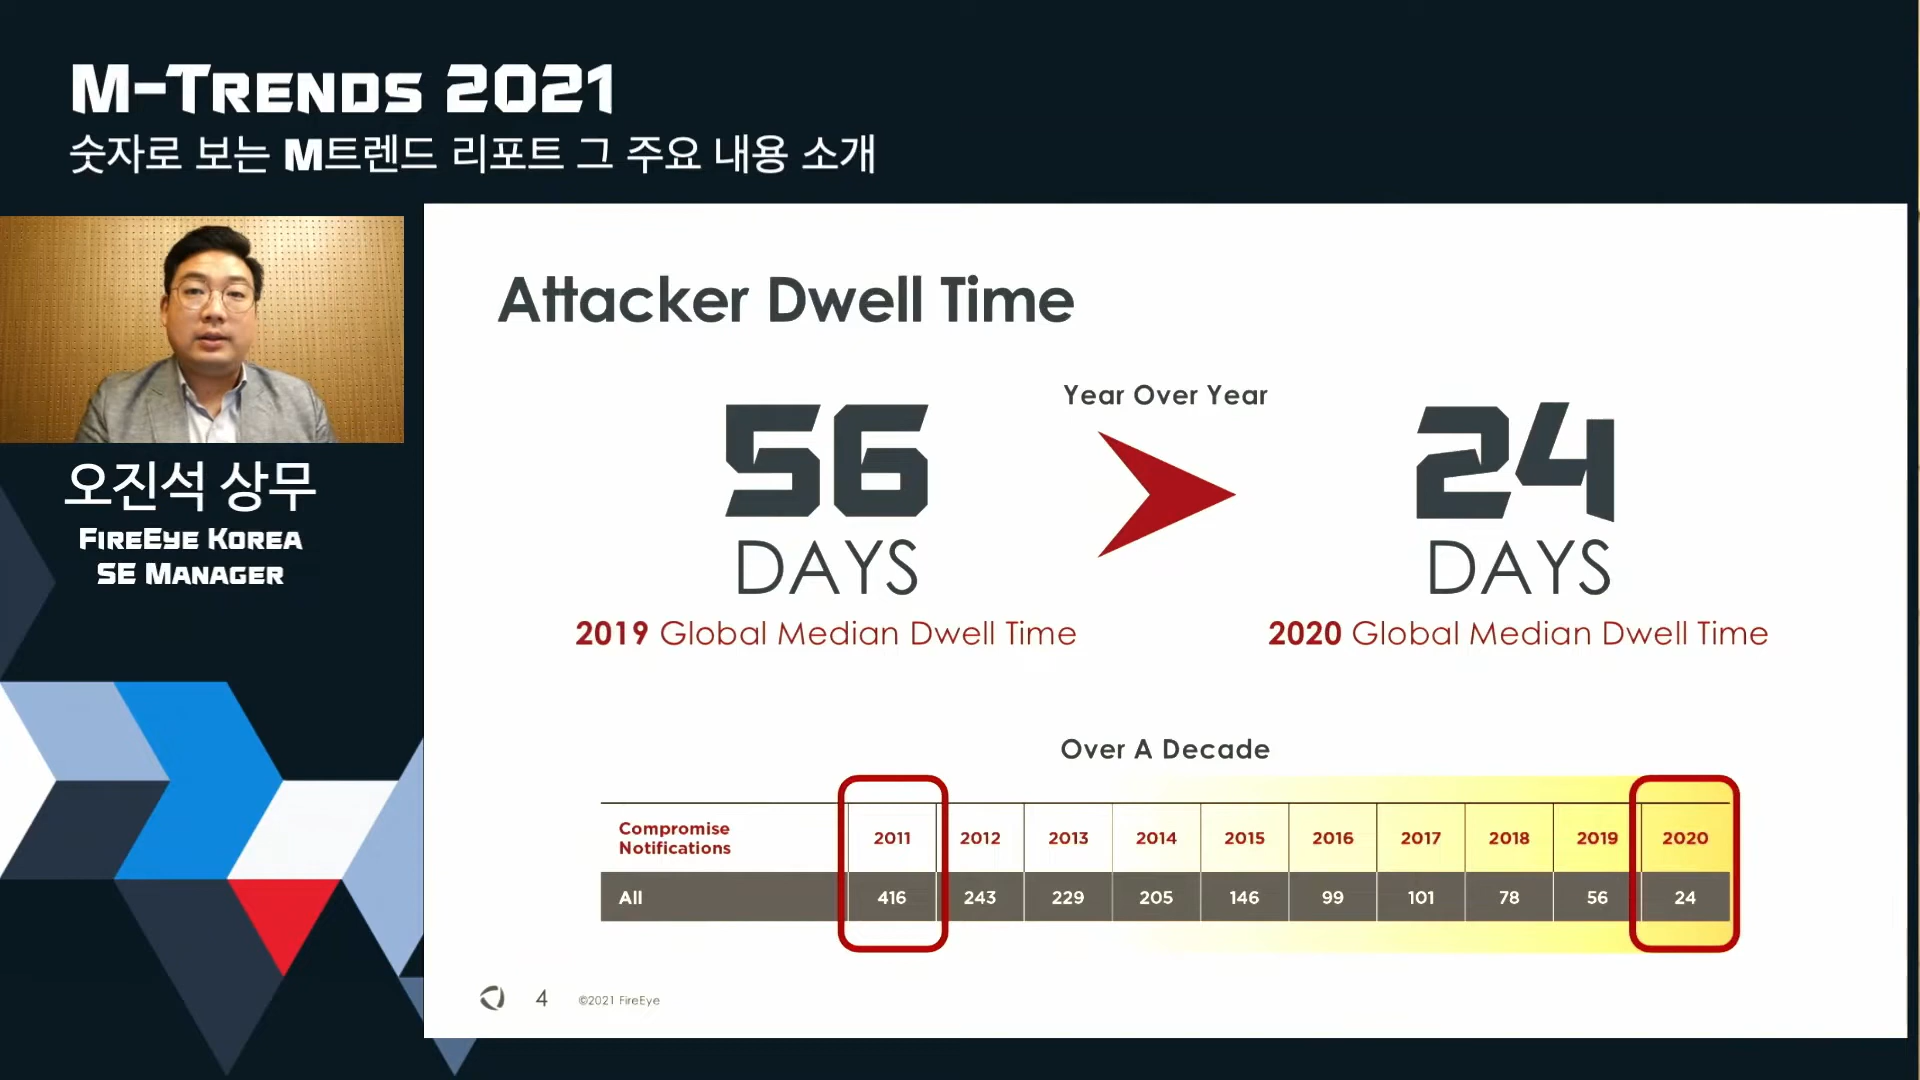 M-Trends 2021
숫자로 보는 M트렌드 리포트 그 주요 내용 소개
오진석 상무
FireEye Korea
SE Manager
Attacker Dwell Time
Year Over Year
56
DAYS
2019 Global Median Dwell Time
24
DAYS
2020 Global Median Dwell Time
Over A Decade
Compromise
Notifications 2011 2012 2013 2014 2015 2016 2017 2018 2019 2020
All 416 243 229 205 146 99 101 78 56 24
4 ©2021 FireEye